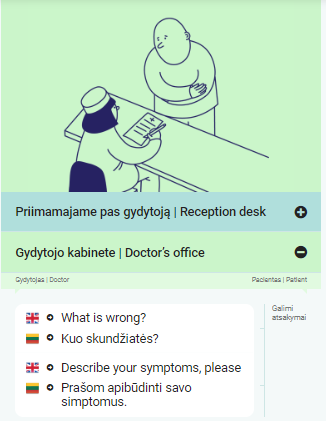 Priimamajame pas gydytoją | Reception desk
Gydytojo kabinete | Doctor's office
Gydytojas | Doctor
Pacientas | Patient
What is wrong?
Kuo skundžiatės?
Describe your symptoms, please
Prašom apibūdinti savo
simptomus.
Galimi
atsakymai